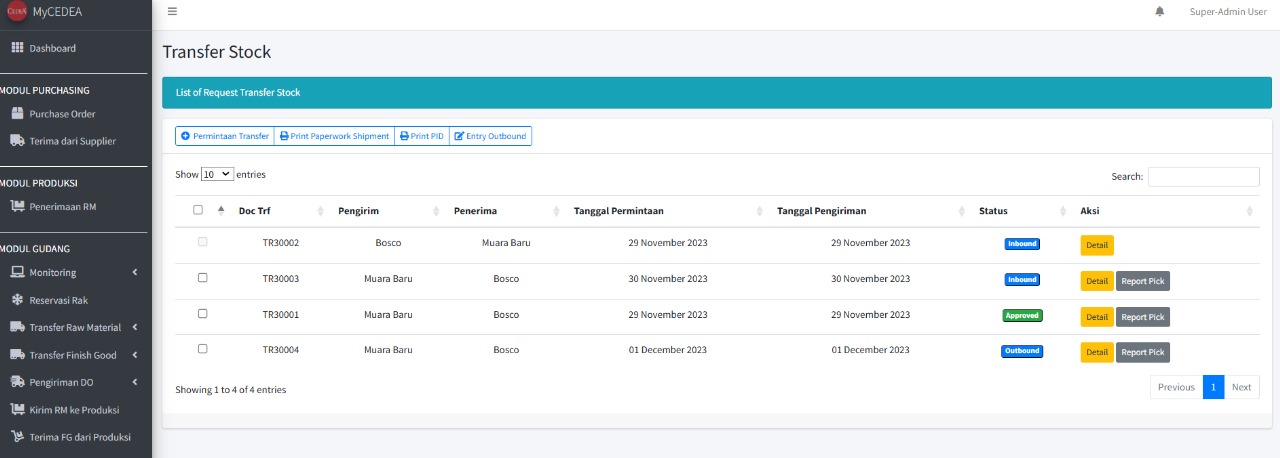 CEDEA MyCEDEA
Super-Admin User
Dashboard
MODUL PURCHASING
Purchase Order
Terima dari Supplier
MODUL PRODUKSI
Penerimaan RM
MODUL GUDANG
Monitoring
Reservasi Rak
Transfer Raw Material
Transfer Finish Good
Pengiriman DO
Kirim RM ke Produksi
Terima FG dari Produksi
Transfer Stock
List of Request Transfer Stock
Permintaan Transfer Print Paperwork Shipment Print PID Entry Outbound
Show 10 entries Search:
Doc Trf Pengirim Penerima Tanggal Permintaan Tanggal Pengiriman Status Aksi
TR30002 Bosco Muara Baru 29 November 2023 29 November 2023 Inbound Detail
TR30003 Muara Baru Bosco 30 November 2023 30 November 2023 Inbound Detail Report Pick
TR30001 Muara Baru Bosco 29 November 2023 29 November 2023 Approved Detail Report Pick
TR30004 Muara Baru Bosco 01 December 2023 01 December 2023 Outbound Detail Report Pick
Showing 1 to 4 of 4 entries Previous 1 Next